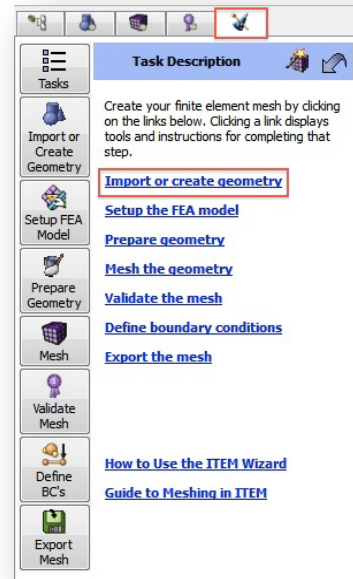 Task Description
Tasks
Import or
Create
Geometry
Setup FEA
Model
Prepare
Geometry
Mesh
Validate
Mesh
Define
BC's
Export
Mesh
Create your finite element mesh by clicking
on the links below. Clicking a link displays
tools and instructions for completing that
step.
Import or create geometry
Setup the FEA model
Prepare geometry
Mesh the geometry
Validate the mesh
Define boundary conditions
Export the mesh
How to Use the ITEM Wizard
Guide to Meshing in ITEM